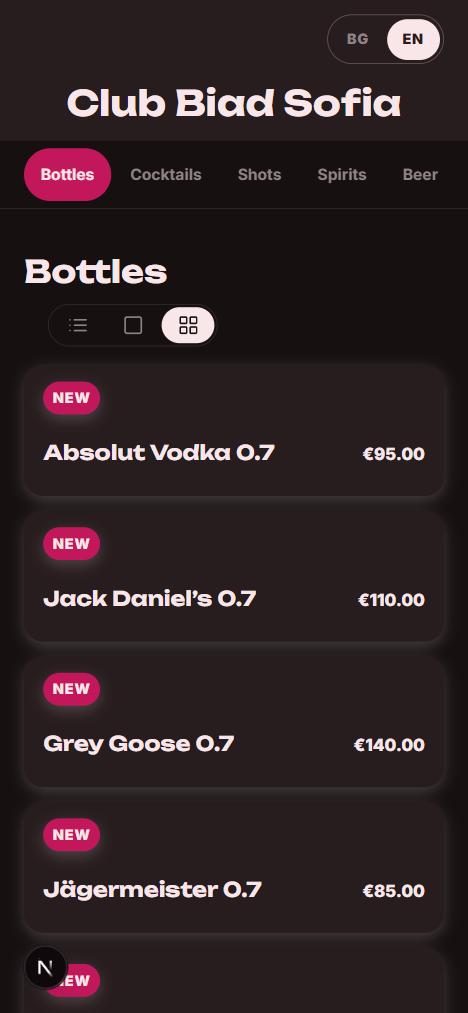 BG EN
Club Biad Sofia
Bottles Cocktails Shots Spirits Beer
Bottles
NEW
Absolut Vodka 0.7 €95.00
NEW
Jack Daniel’s 0.7 €110.00
NEW
Grey Goose 0.7 €140.00
NEW
Jägermeister 0.7 €85.00
N